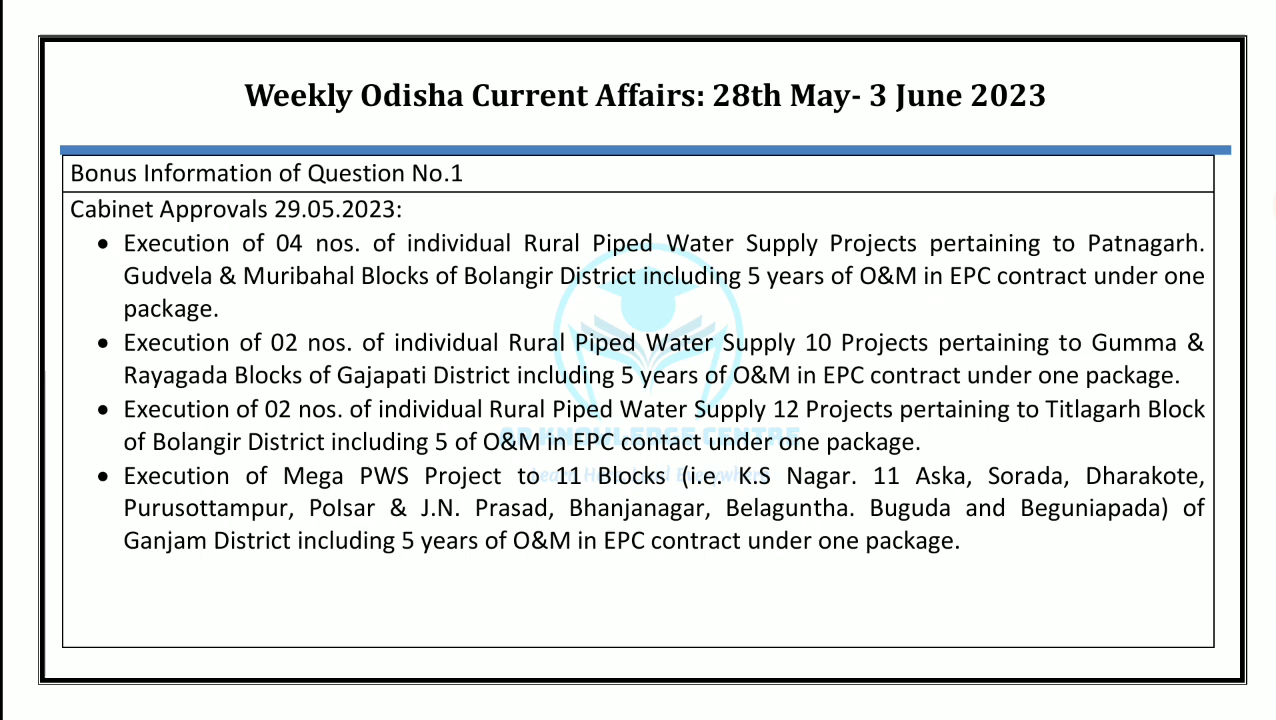 Weekly Odisha Current Affairs: 28th May- 3 June 2023
Bonus Information of Question No.1
Cabinet Approvals 29.05.2023:
• Execution of 04 nos. of individual Rural Piped Water Supply Projects pertaining to Patnagarh.
Gudvela & Muribahal Blocks of Bolangir District including 5 years of O&M in EPC contract under one
package.
• Execution of 02 nos. of individual Rural Piped Water Supply 10 Projects pertaining to Gumma &
Rayagada Blocks of Gajapati District including 5 years of O&M in EPC contract under one package.
• Execution of 02 nos. of individual Rural Piped Water Supply 12 Projects pertaining to Titlagarh Block
of Bolangir District including 5 of O&M in EPC contact under one package.
• Execution of Mega PWS Project to 11 Blocks (i.e. K.S Nagar. 11 Aska, Sorada, Dharakote,
Purusottampur, PoIsar & J.N. Prasad, Bhanjanagar, Belaguntha. Buguda and Beguniapada) of
Ganjam District including 5 years of O&M in EPC contract under one package.
KNOWLEDGE CENTRE